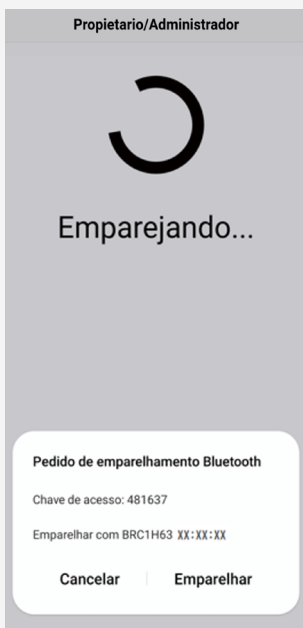 Propietario/Administrador
Emparejando...
Pedido de emparelhamento Bluetooth
Chave de acesso: 481637
Emparelhar com BRC1H63 XX:XX:XX
Cancelar
Emparelhar